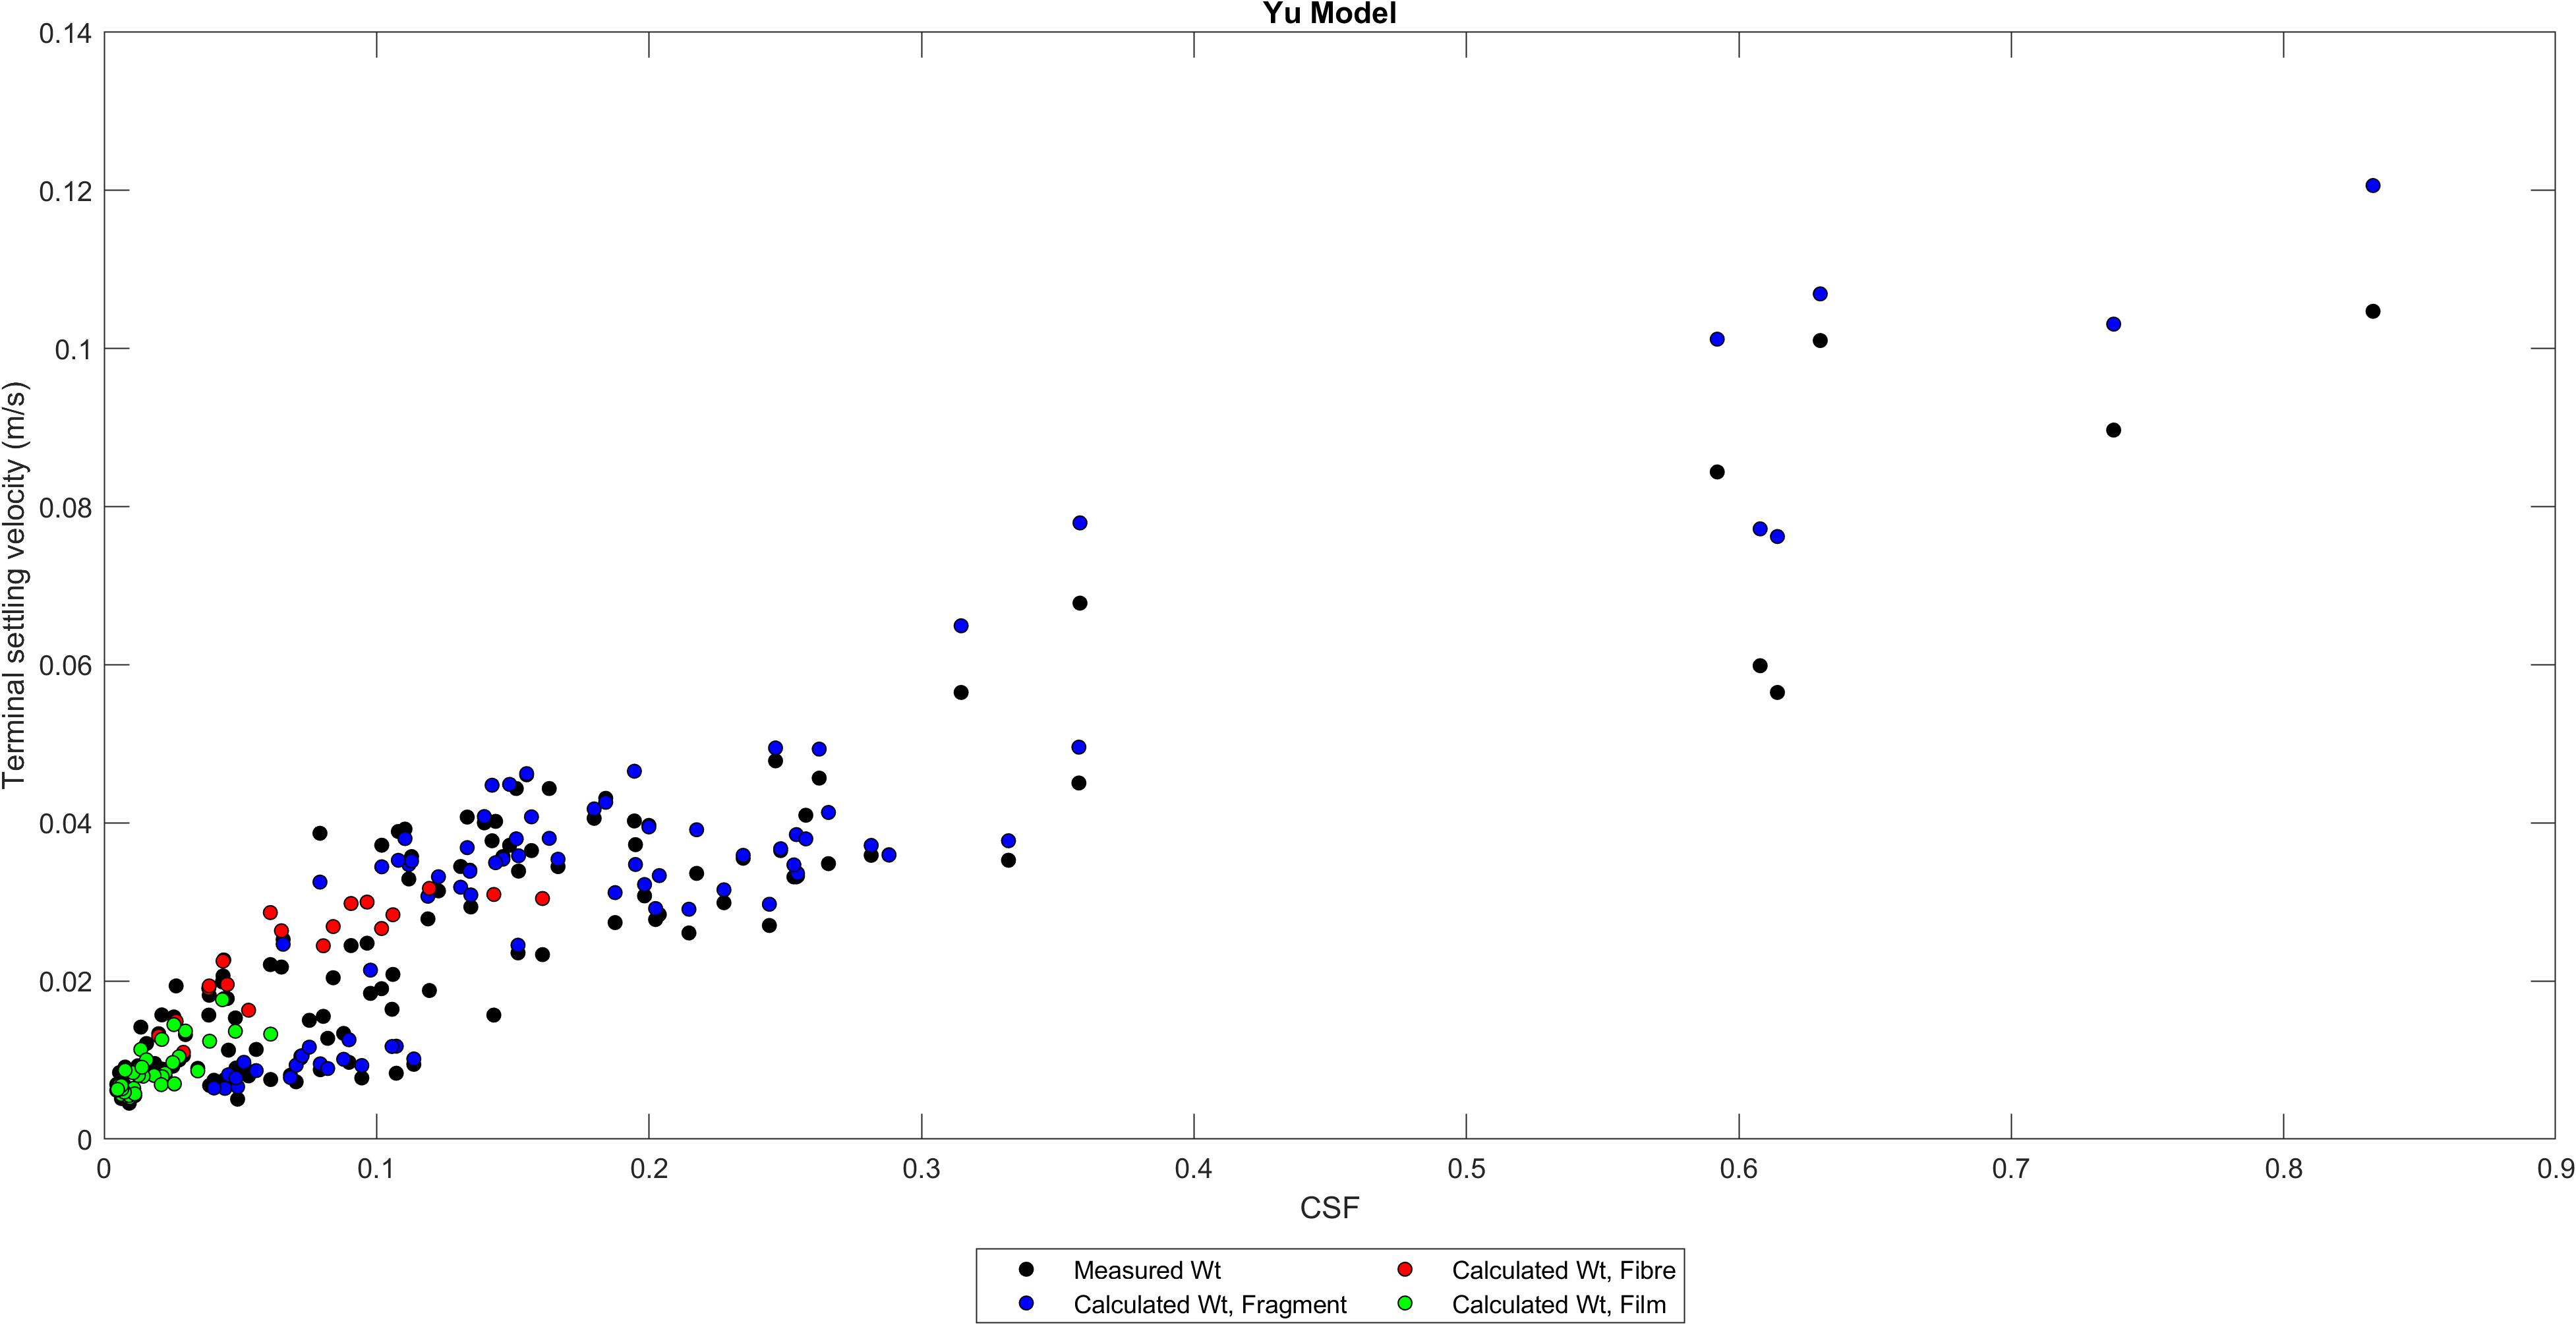 Yu Model
0.14
0.12
0.1
0.08
0.06
0.04
0.02
0
Terminal settling velocity (m/s)
0 0.1 0.2 0.3 0.4 0.5 0.6 0.7 0.8 0.9
CSF
Measured Wt Calculated Wt, Fibre
Calculated Wt, Fragment Calculated Wt, Film